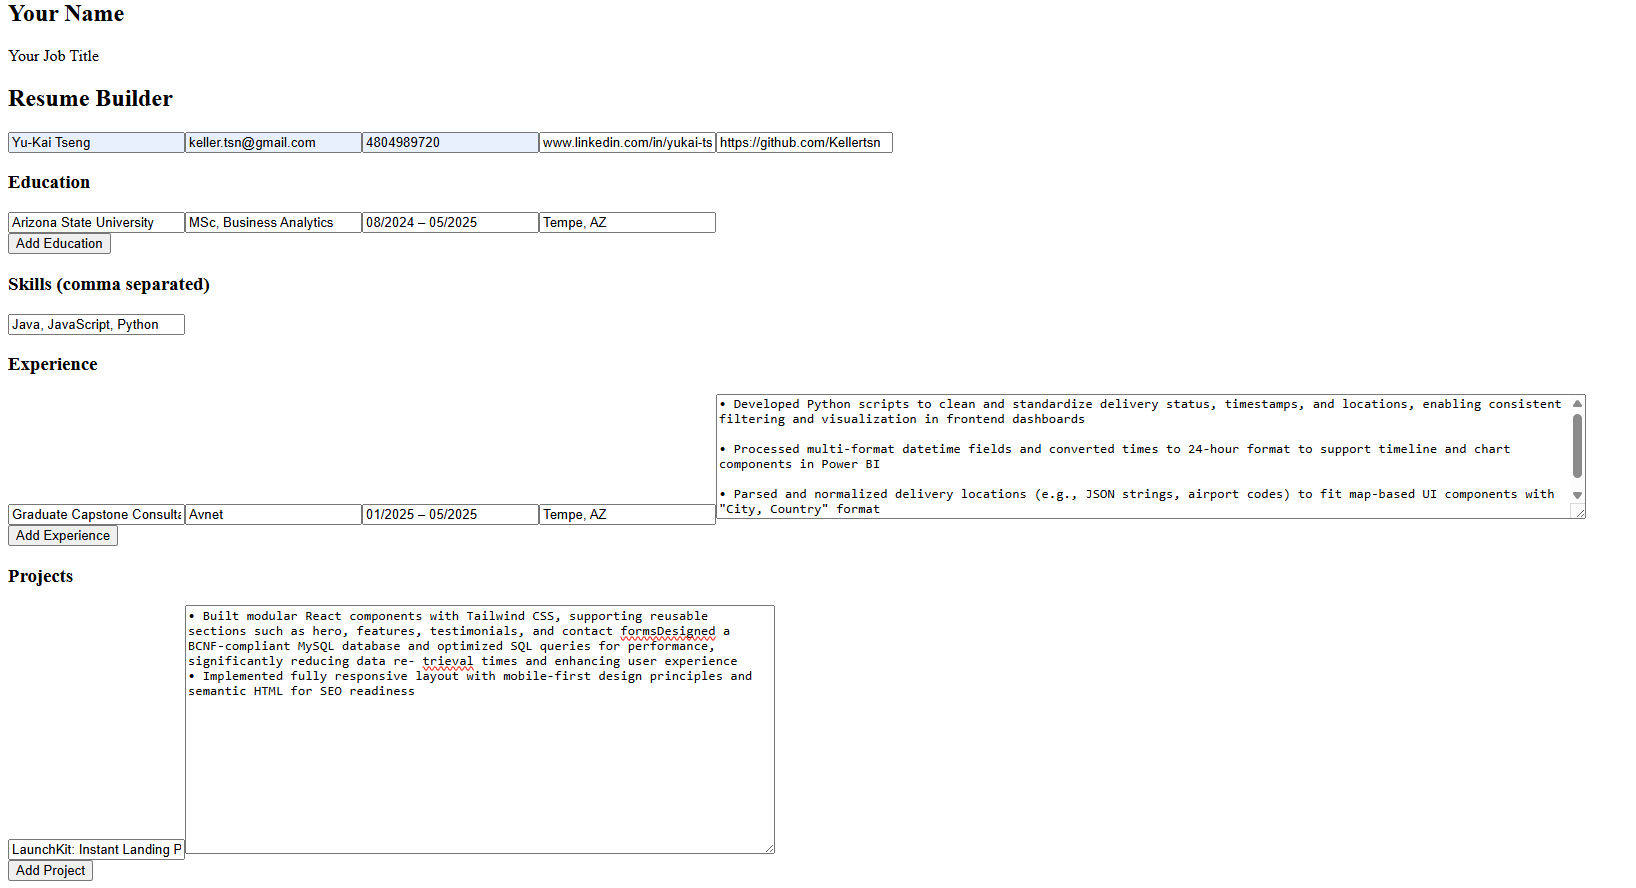 Your Name
Your Job Title
Resume Builder
Yu-Kai Tseng keller.tsn@gmail.com 4804989720 www.linkedin.com/in/yukai-ts https://github.com/Kellertsn
Education
Arizona State University MSc, Business Analytics 08/2024 – 05/2025 Tempe, AZ
Add Education
Skills (comma separated)
Java, JavaScript, Python
Experience
• Developed Python scripts to clean and standardize delivery status, timestamps, and locations, enabling consistent
filtering and visualization in frontend dashboards
• Processed multi-format datetime fields and converted times to 24-hour format to support timeline and chart
components in Power BI
• Parsed and normalized delivery locations (e.g., JSON strings, airport codes) to fit map-based UI components with
"City, Country" format
Graduate Capstone Consulta Avnet 01/2025 – 05/2025 Tempe, AZ
Add Experience
Projects
• Built modular React components with Tailwind CSS, supporting reusable
sections such as hero, features, testimonials, and contact formsDesigned a
BCNF-compliant MySQL database and optimized SQL queries for performance,
significantly reducing data re- trieval times and enhancing user experience
• Implemented fully responsive layout with mobile-first design principles and
semantic HTML for SEO readiness
LaunchKit: Instant Landing P
Add Project